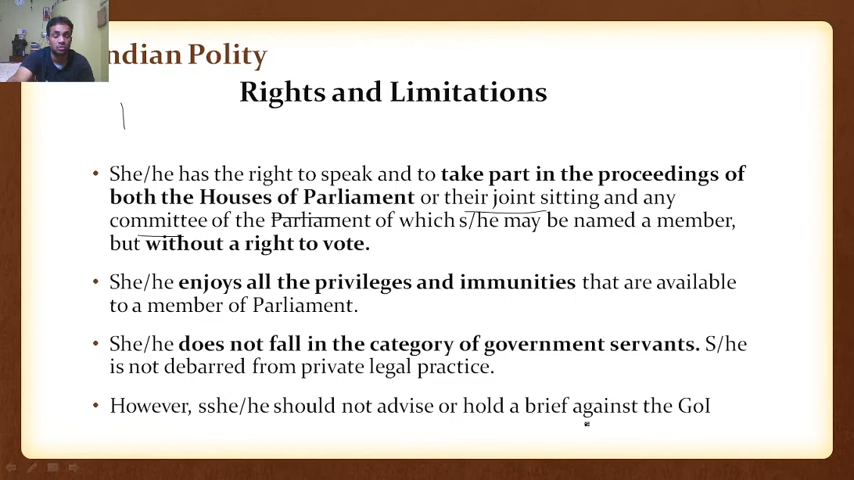 ndian Polity
Rights and Limitations
• She/he has the right to speak and to take part in the proceedings of
both the Houses of Parliament or their joint sitting and any
committee of the Parliament of which s/he may be named a member,
but without a right to vote.
• She/he enjoys all the privileges and immunities that are available
to a member of Parliament.
• She/he does not fall in the category of government servants. S/he
is not debarred from private legal practice.
• However, sshe/he should not advise or hold a brief against the GoI